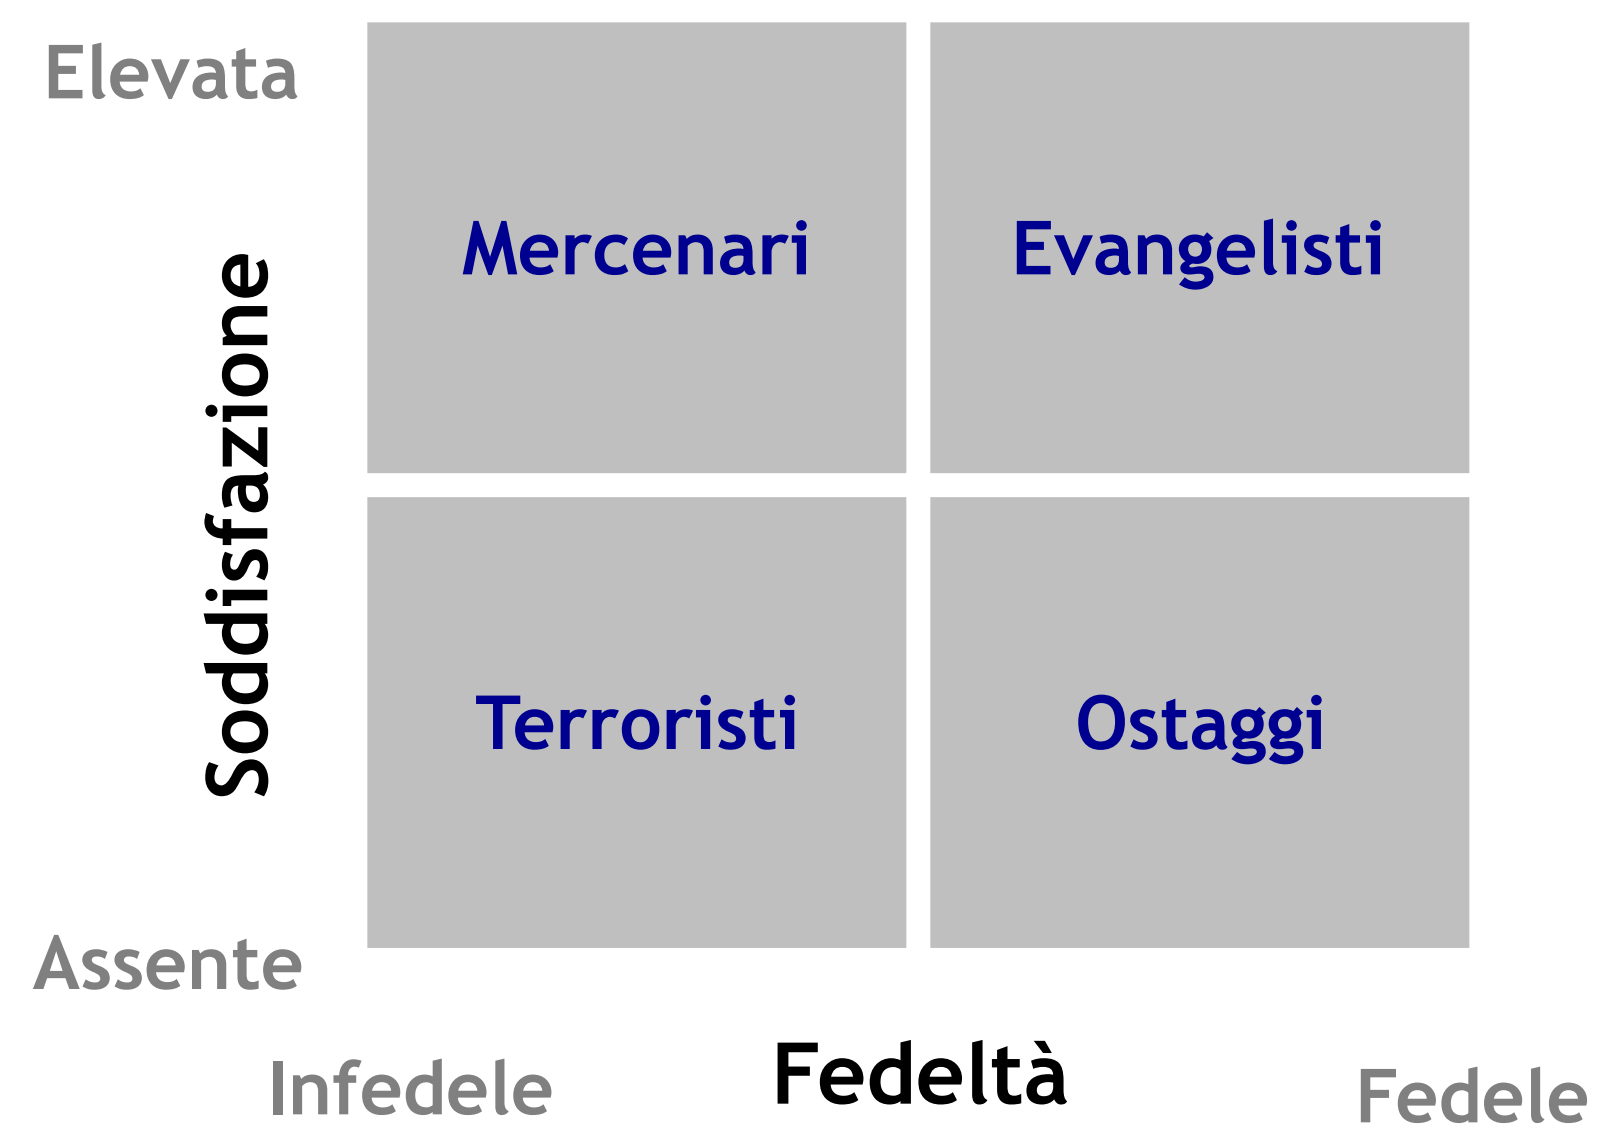 Elevata
Mercenari
Evangelisti
Soddisfazione
Terroristi
Ostaggi
Assente
Infedele
Fedeltà
Fedele